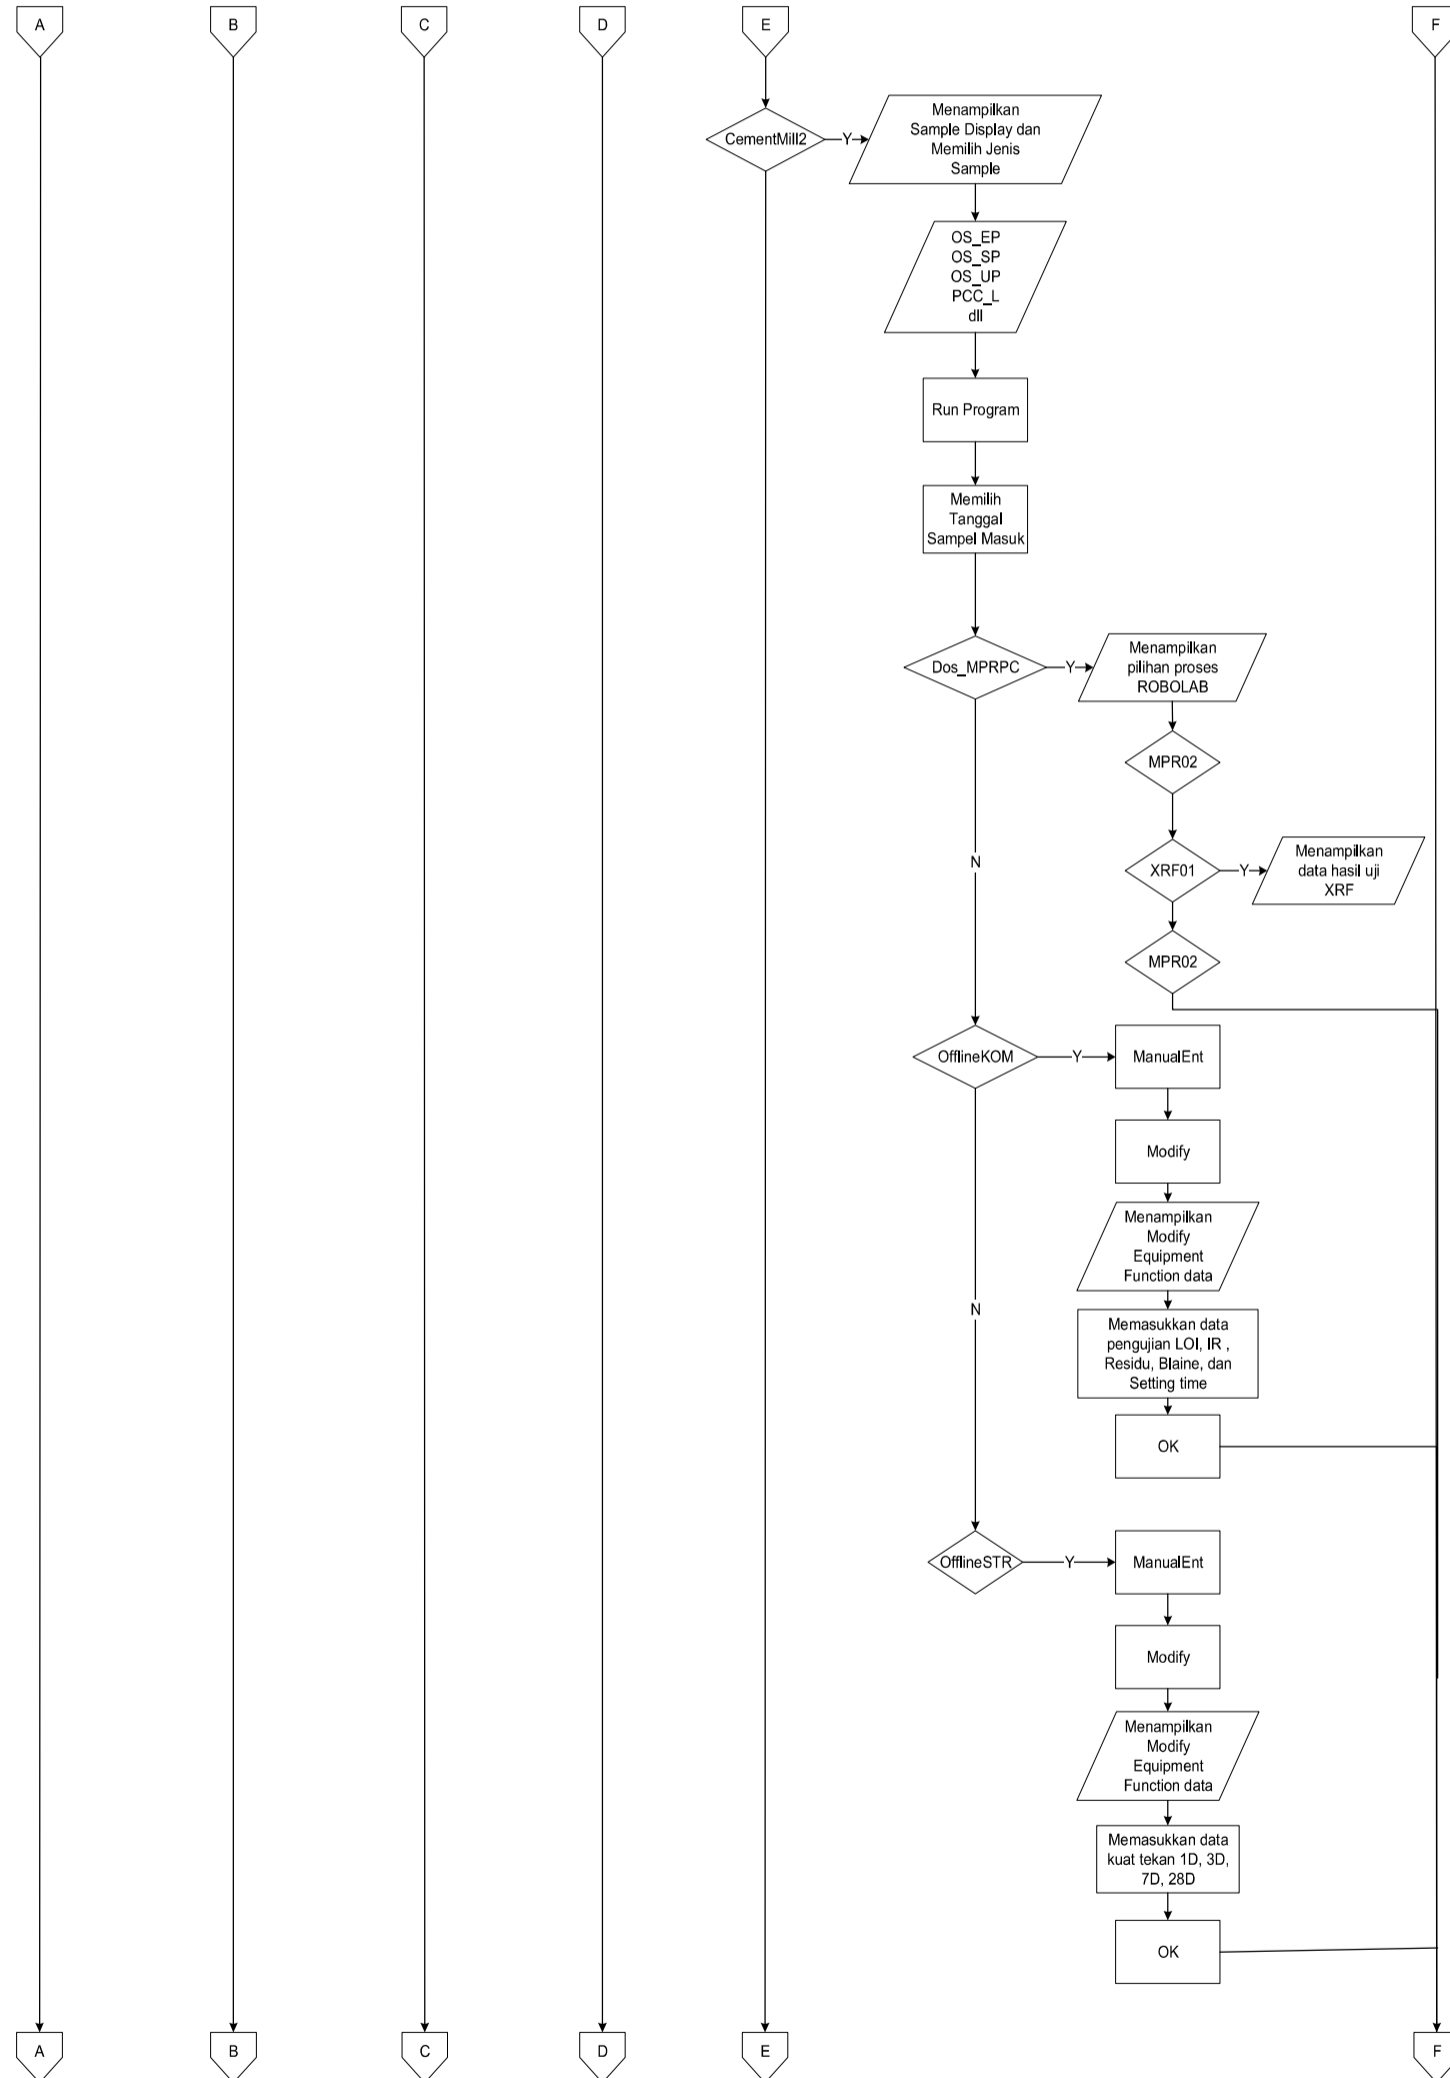 A
B
C
D
E
F
CementMill2
Y
Menampilkan
Sample Display dan
Memilih Jenis
Sample
OS_EP
OS_SP
OS_UP
PCC_L
dll
Run Program
Memilih
Tanggal
Sampel Masuk
Dos_MPRPC
Y
Menampilkan
pilihan proses
ROBOLAB
MPR02
N
XRF01
Y
Menampilkan
data hasil uji
XRF
MPR02
OfflineKOM
Y
ManualEnt
Modify
Menampilkan
Modify
Equipment
Function data
N
Memasukkan data
pengujian LOI, IR ,
Residu, Blaine, dan
Setting time
OK
OfflineSTR
Y
ManualEnt
Modify
Menampilkan
Modify
Equipment
Function data
Memasukkan data
kuat tekan 1D, 3D,
7D, 28D
OK
A
B
C
D
E
F